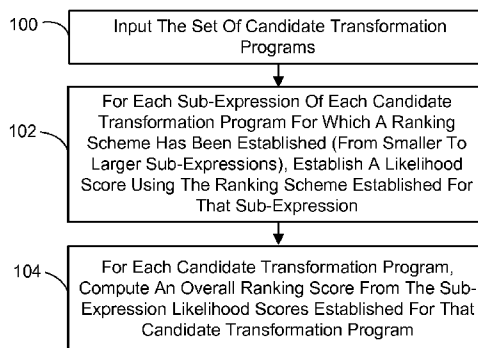 100
Input The Set Of Candidate Transformation
Programs
102
For Each Sub-Expression Of Each Candidate
Transformation Program For Which A Ranking
Scheme Has Been Established (From Smaller To
Larger Sub-Expressions), Establish A Likelihood
Score Using The Ranking Scheme Established For
That Sub-Expression
104
For Each Candidate Transformation Program,
Compute An Overall Ranking Score From The Sub-
Expression Likelihood Scores Established For That
Candidate Transformation Program